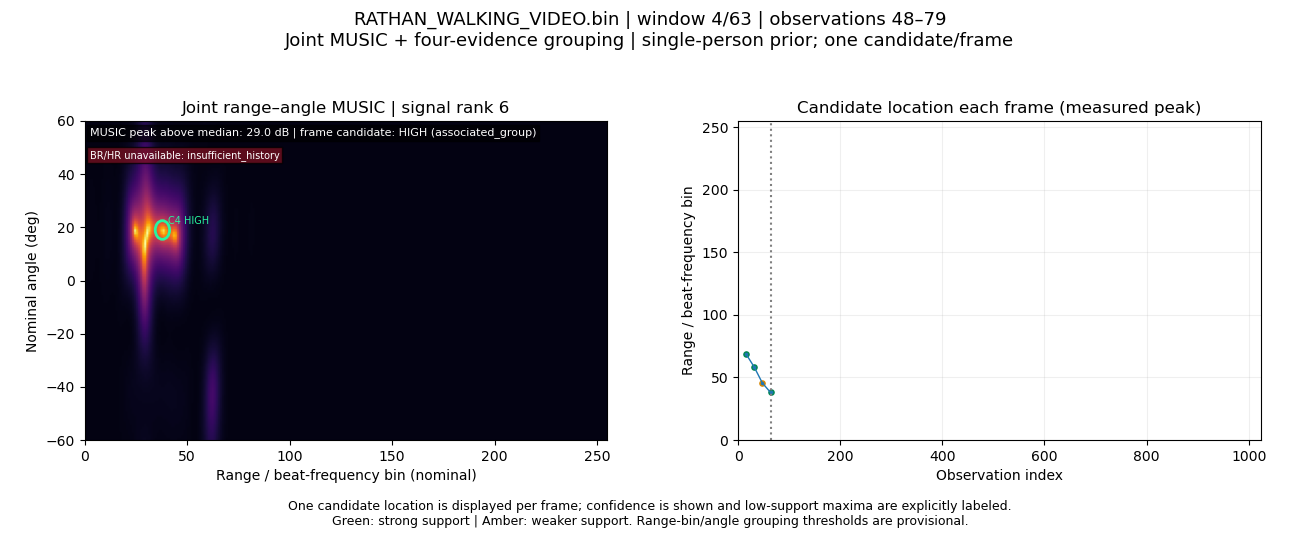 RATHAN_WALKING_VIDEO.bin | window 4/63 | observations 48–79
Joint MUSIC + four-evidence grouping | single-person prior; one candidate/frame
Joint range–angle MUSIC | signal rank 6
MUSIC peak above median: 29.0 dB | frame candidate: HIGH (associated_group)
BR/HR unavailable: insufficient_history
C4 HIGH
60
40
20
0
−20
−40
−60
Nominal angle (deg)
0
50
100
150
200
250
Range / beat-frequency bin (nominal)
Candidate location each frame (measured peak)
250
200
150
100
50
0
Range / beat-frequency bin
0
200
400
600
800
1000
Observation index
One candidate location is displayed per frame; confidence is shown and low-support maxima are explicitly labeled.
Green: strong support | Amber: weaker support. Range-bin/angle grouping thresholds are provisional.